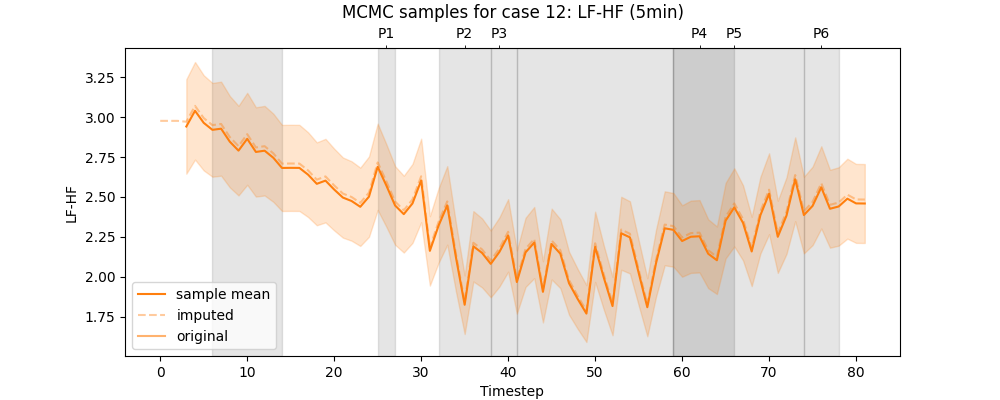 MCMC samples for case 12: LF-HF (5min)
P1 P2 P3 P4 P5 P6
3.25
3.00
2.75
2.50
2.25
2.00
1.75
LF-HF
sample mean
imputed
original
0 10 20 30 40 50 60 70 80
Timestep